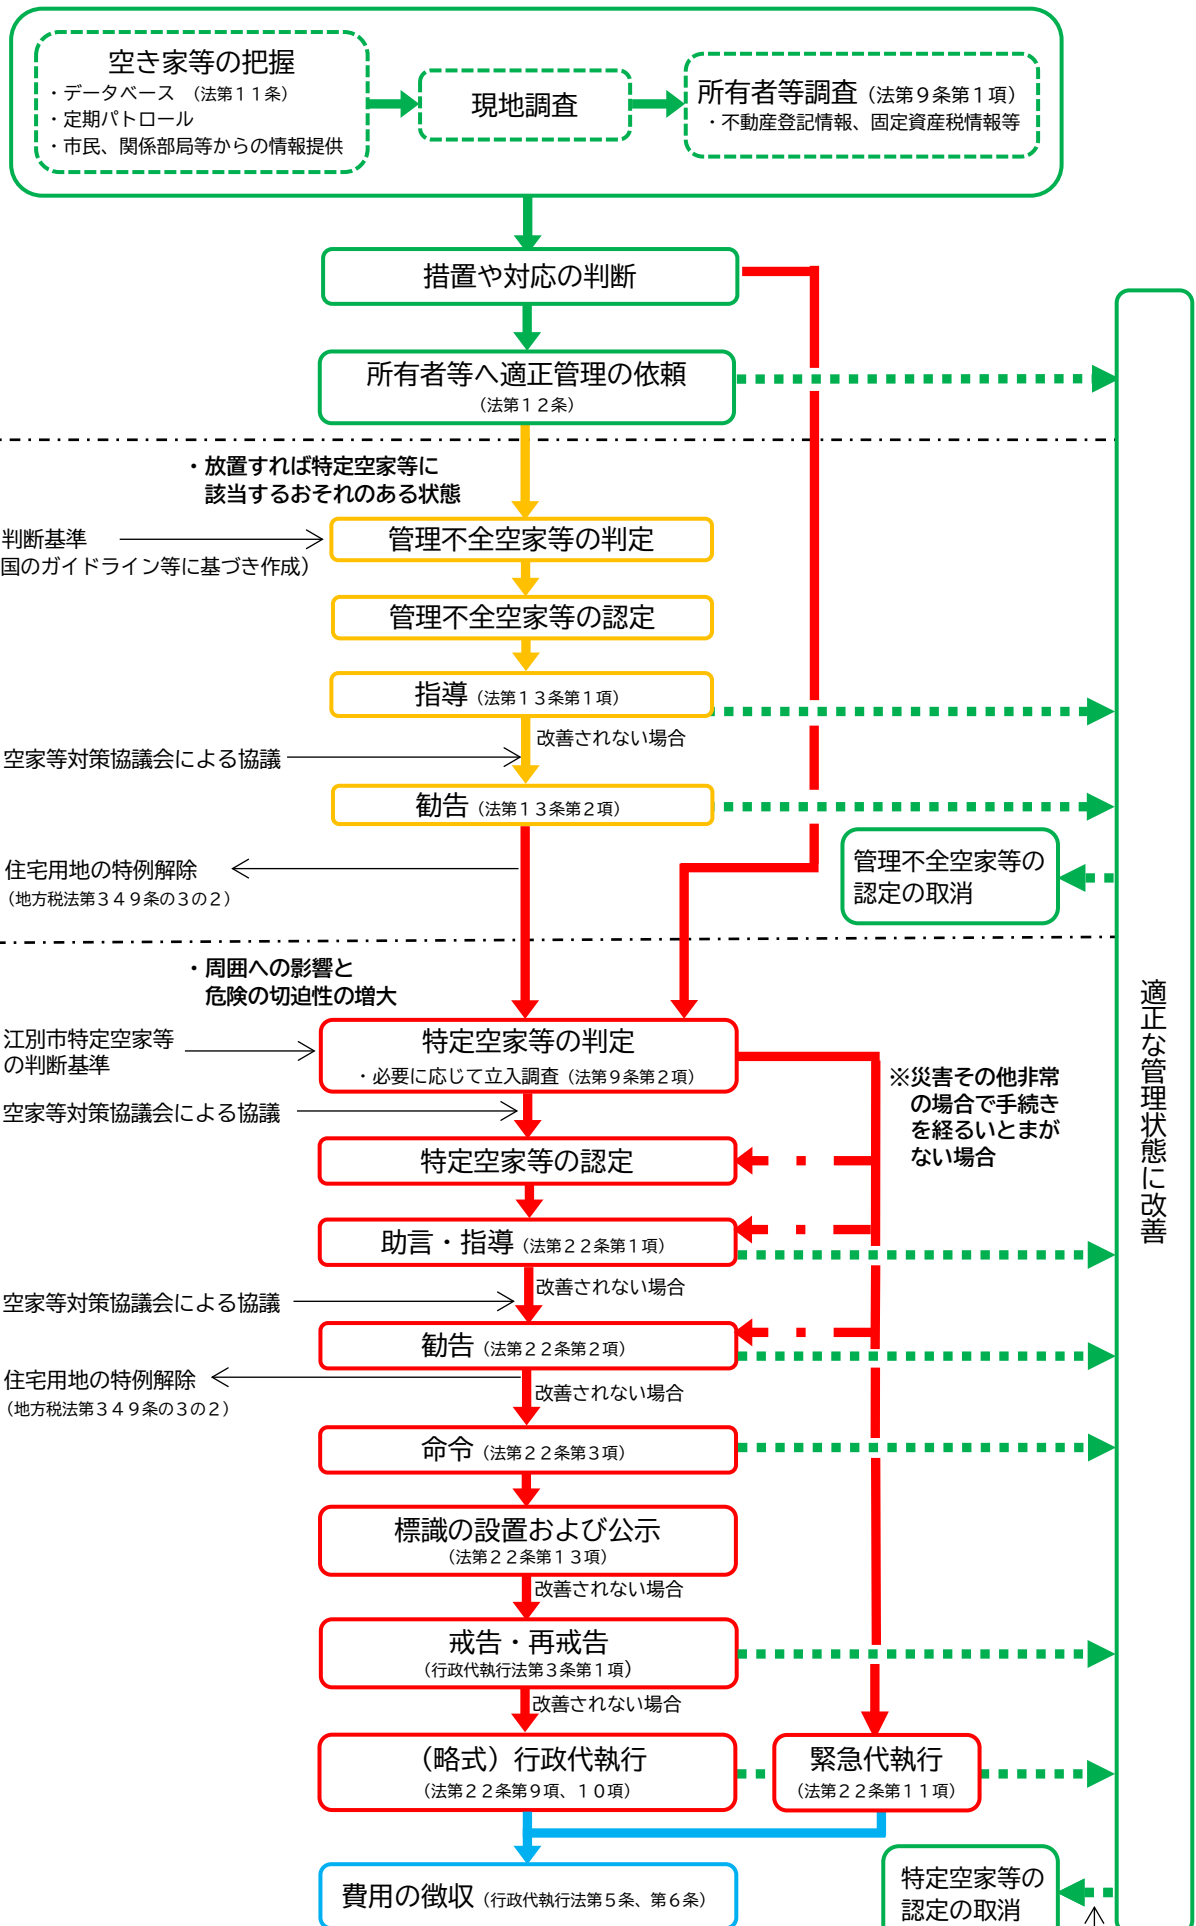 空き家等の把握
・データベース （法第１１条）
・定期パトロール
・市民、関係部局等からの情報提供
現地調査
所有者等調査（法第９条第１項）
・不動産登記情報、固定資産税情報等
措置や対応の判断
所有者等へ適正管理の依頼
（法第１２条）
・放置すれば特定空家等に
該当するおそれのある状態
判断基準
国のガイドライン等に基づき作成）
管理不全空家等の判定
管理不全空家等の認定
指導（法第１３条第１項）
改善されない場合
空家等対策協議会による協議
勧告（法第１３条第２項）
住宅用地の特例解除
（地方税法第３４９条の３の２）
管理不全空家等の
認定の取消
・周囲への影響と
危険の切迫性の増大
江別市特定空家等
の判断基準
特定空家等の判定
・必要に応じて立入調査（法第９条第２項）
※災害その他非常
の場合で手続き
を経るいとまが
ない場合
空家等対策協議会による協議
特定空家等の認定
助言・指導（法第２２条第１項）
改善されない場合
空家等対策協議会による協議
勧告（法第２２条第２項）
住宅用地の特例解除
（地方税法第３４９条の３の２）
改善されない場合
命令（法第２２条第３項）
標識の設置および公示
（法第２２条第１３項）
改善されない場合
戒告・再戒告
（行政代執行法第３条第１項）
改善されない場合
（略式）行政代執行
（法第２２条第９項、１０項）
緊急代執行
（法第２２条第１１項）
費用の徴収（行政代執行法第５条、第６条）
特定空家等の
認定の取消
適正な管理状態に改善